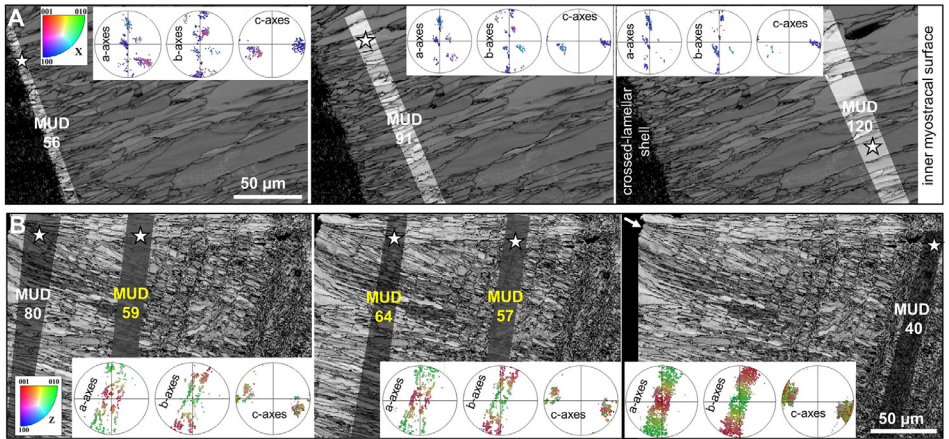 A
001 010
X
100
a-axes
b-axes
c-axes
MUD
56
50 µm
a-axes
b-axes
c-axes
MUD
91
a-axes
b-axes
c-axes
crossed-lamellar
shell
MUD
120
inner myostracal surface
B
MUD
80
MUD
59
001 010
Z
100
a-axes
b-axes
c-axes
MUD
64
MUD
57
a-axes
b-axes
c-axes
MUD
40
a-axes
b-axes
c-axes
50 µm